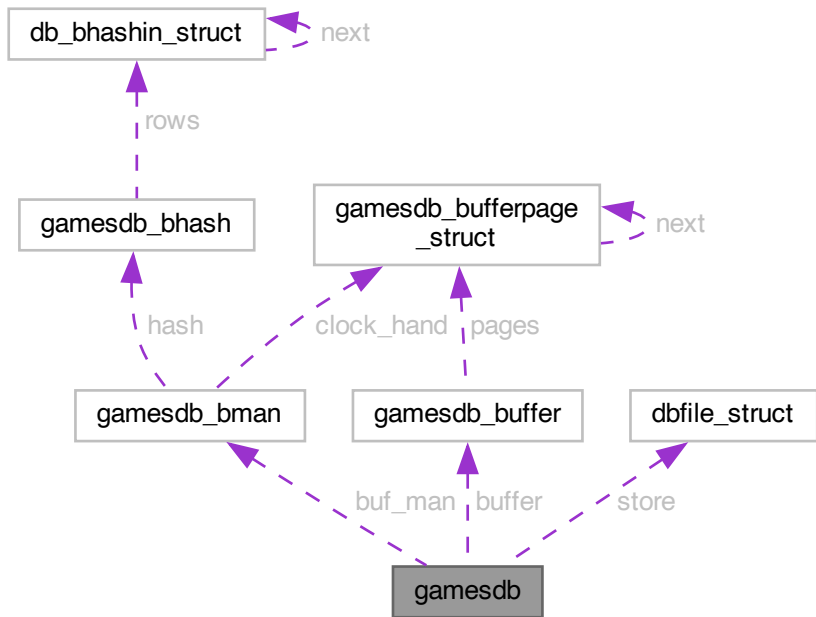 db_bhashin_struct
next
rows
gamesdb_bhash
gamesdb_bufferpage
_struct
next
hash
clock_hand
pages
gamesdb_bman
gamesdb_buffer
dbfile_struct
buf_man
buffer
store
gamesdb